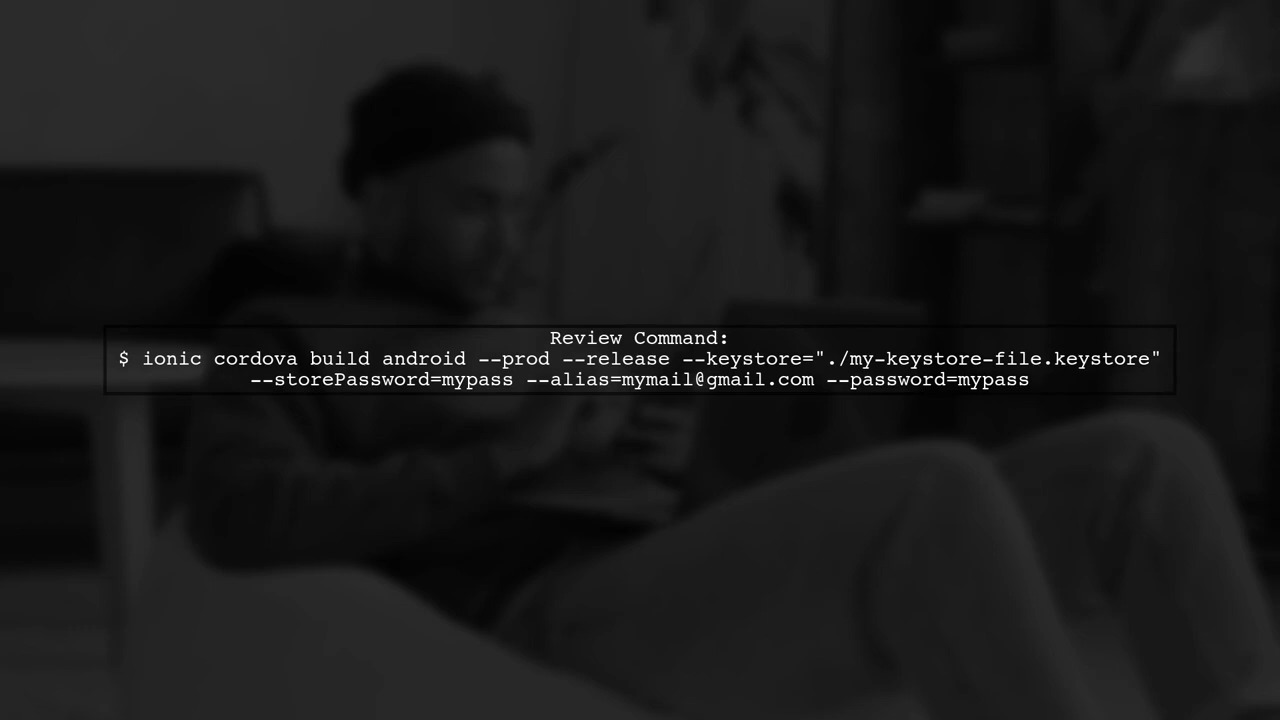 Review Command:
$ ionic cordova build android --prod --release --keystore="./my-keystore-file.keystore"
--storePassword=mypass --alias=mymail@gmail.com --password=mypass